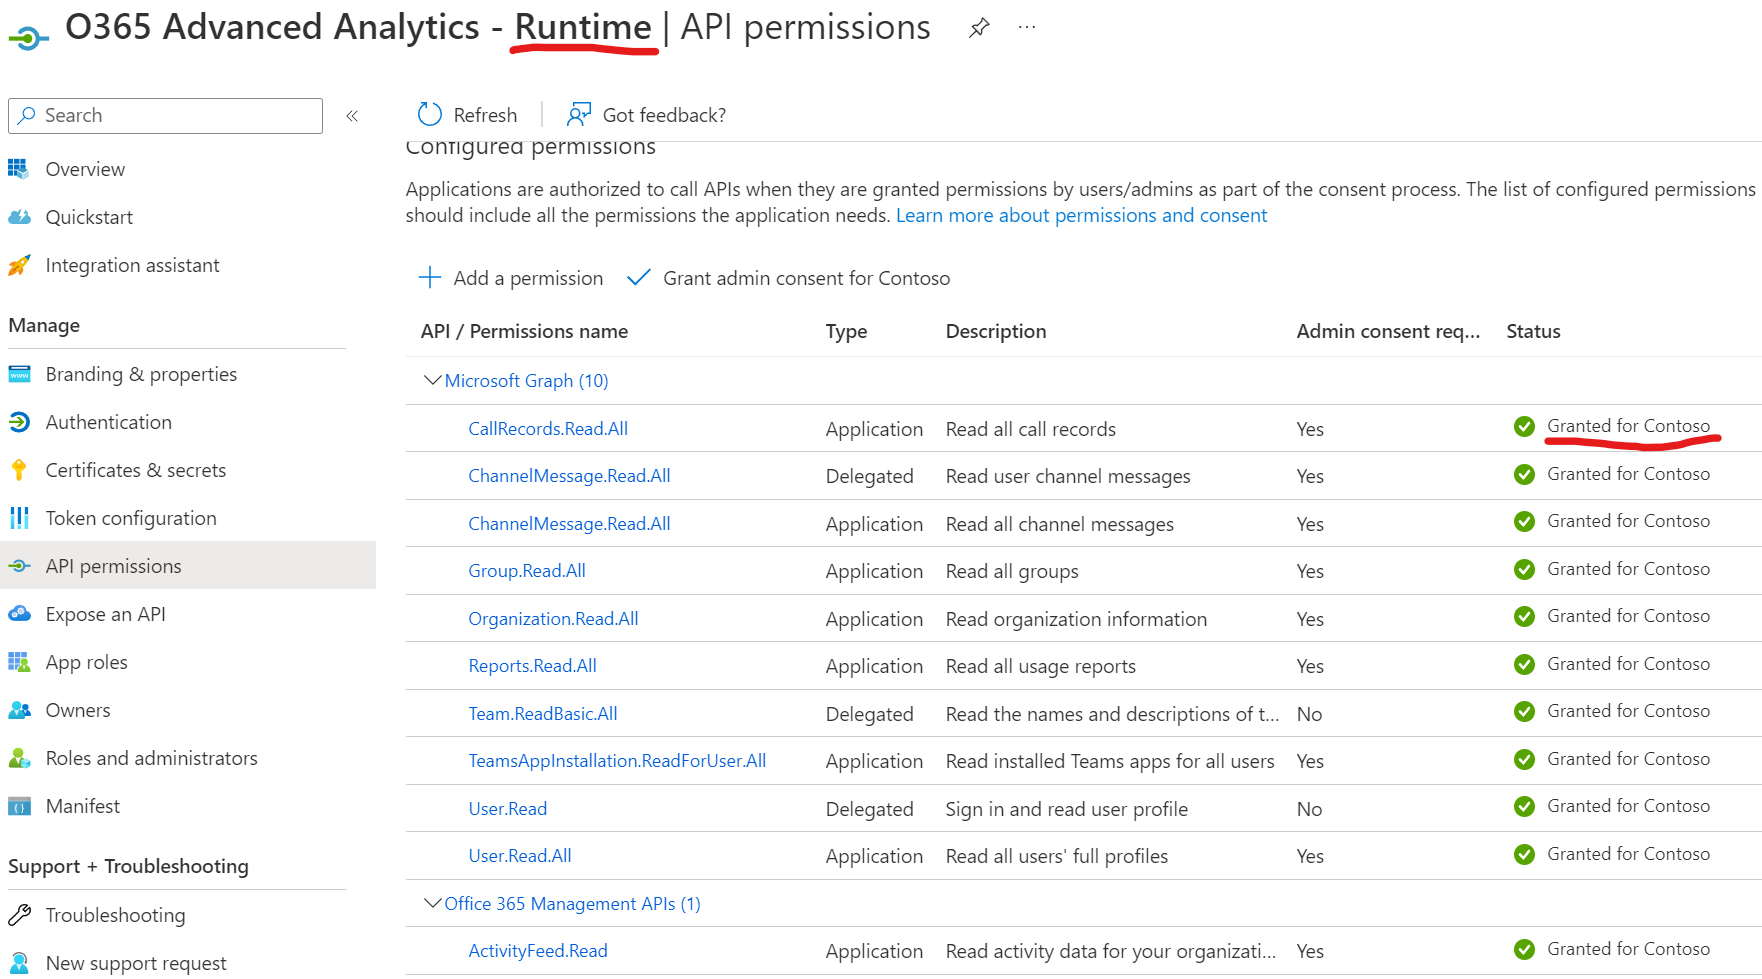 O365 Advanced Analytics - Runtime | API permissions
Search
Refresh
Got feedback?
Overview
Quickstart
Integration assistant
Manage
Branding & properties
Authentication
Certificates & secrets
Token configuration
API permissions
Expose an API
App roles
Owners
Roles and administrators
Manifest
Support + Troubleshooting
Troubleshooting
New support request
Configured permissions
Applications are authorized to call APIs when they are granted permissions by users/admins as part of the consent process. The list of configured permissions
should include all the permissions the application needs. Learn more about permissions and consent
Add a permission
Grant admin consent for Contoso
API / Permissions name Type Description Admin consent req... Status
Microsoft Graph (10)
CallRecords.Read.All Application Read all call records Yes Granted for Contoso
ChannelMessage.Read.All Delegated Read user channel messages Yes Granted for Contoso
ChannelMessage.Read.All Application Read all channel messages Yes Granted for Contoso
Group.Read.All Application Read all groups Yes Granted for Contoso
Organization.Read.All Application Read organization information Yes Granted for Contoso
Reports.Read.All Application Read all usage reports Yes Granted for Contoso
Team.ReadBasic.All Delegated Read the names and descriptions of t... No Granted for Contoso
TeamsAppInstallation.ReadForUser.All Application Read installed Teams apps for all users Yes Granted for Contoso
User.Read Delegated Sign in and read user profile No Granted for Contoso
User.Read.All Application Read all users' full profiles Yes Granted for Contoso
Office 365 Management APIs (1)
ActivityFeed.Read Application Read activity data for your organizati... Yes Granted for Contoso